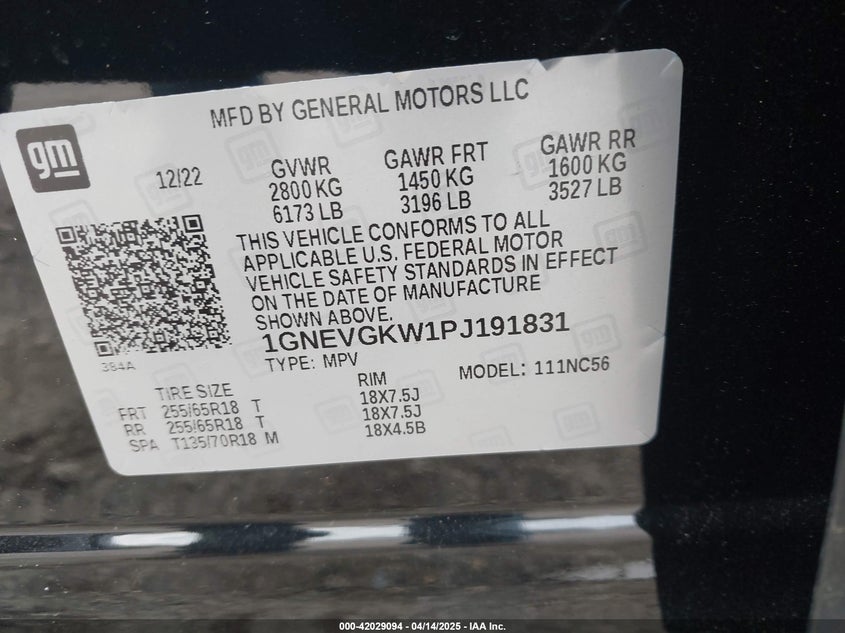 MFD BY GENERAL MOTORS LLC
gm
12/22
GVWR
2800 KG
6173 LB
GAWR FRT
1450 KG
3196 LB
GAWR RR
1600 KG
3527 LB
THIS VEHICLE CONFORMS TO ALL
APPLICABLE U.S. FEDERAL MOTOR
VEHICLE SAFETY STANDARDS IN EFFECT
ON THE DATE OF MANUFACTURE
SHOWN ABOVE.
1GNEVGKW1PJ191831
TYPE: MPV
MODEL: 111NC56
384A
TIRE SIZE RIM
FRT 255/65R18 T 18X7.5J
RR 255/65R18 T 18X7.5J
SPA T135/70R18 M 18X4.5B
000-42029094 - 04/14/2025 - IAA Inc.